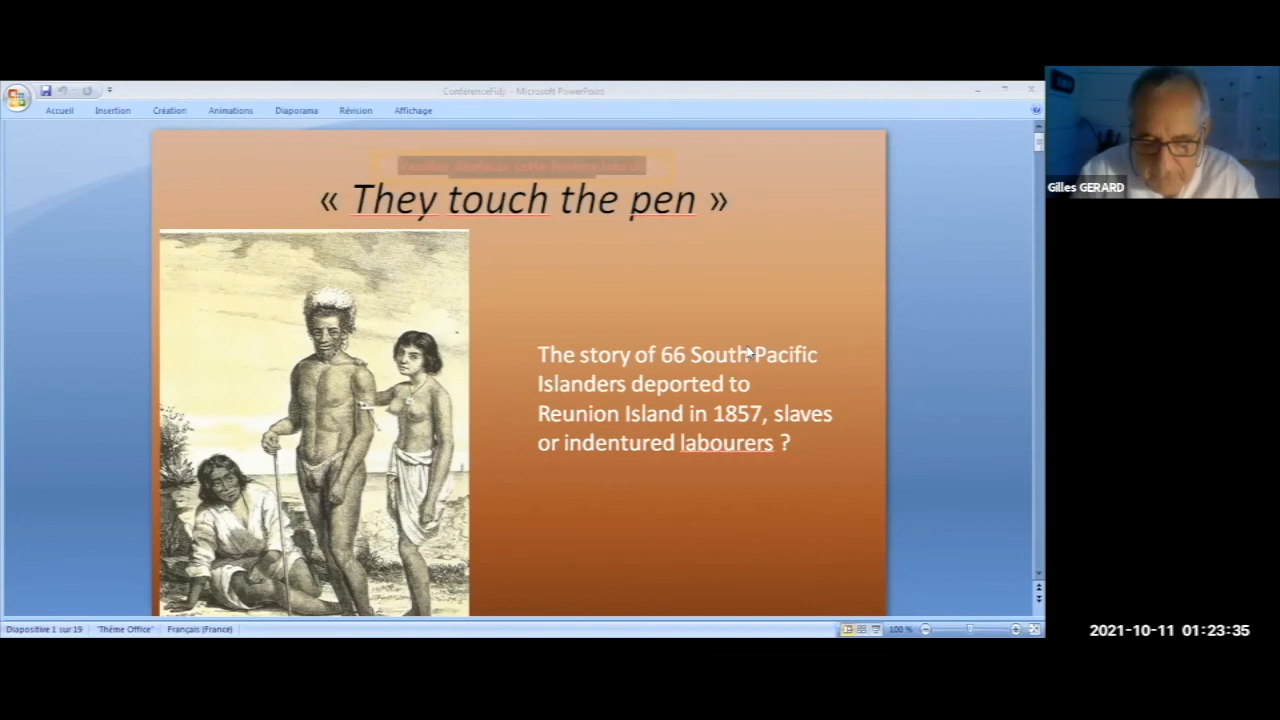 ConférenceFidji - Microsoft PowerPoint
Accueil Insertion Création Animations Diaporama Révision Affichage
« They touch the pen »
The story of 66 South Pacific
Islanders deported to
Reunion Island in 1857, slaves
or indentured labourers ?
Gilles GERARD
Diapositive 1 sur 19 "Thème Office" Français (France) 100 %
2021-10-11 01:23:35